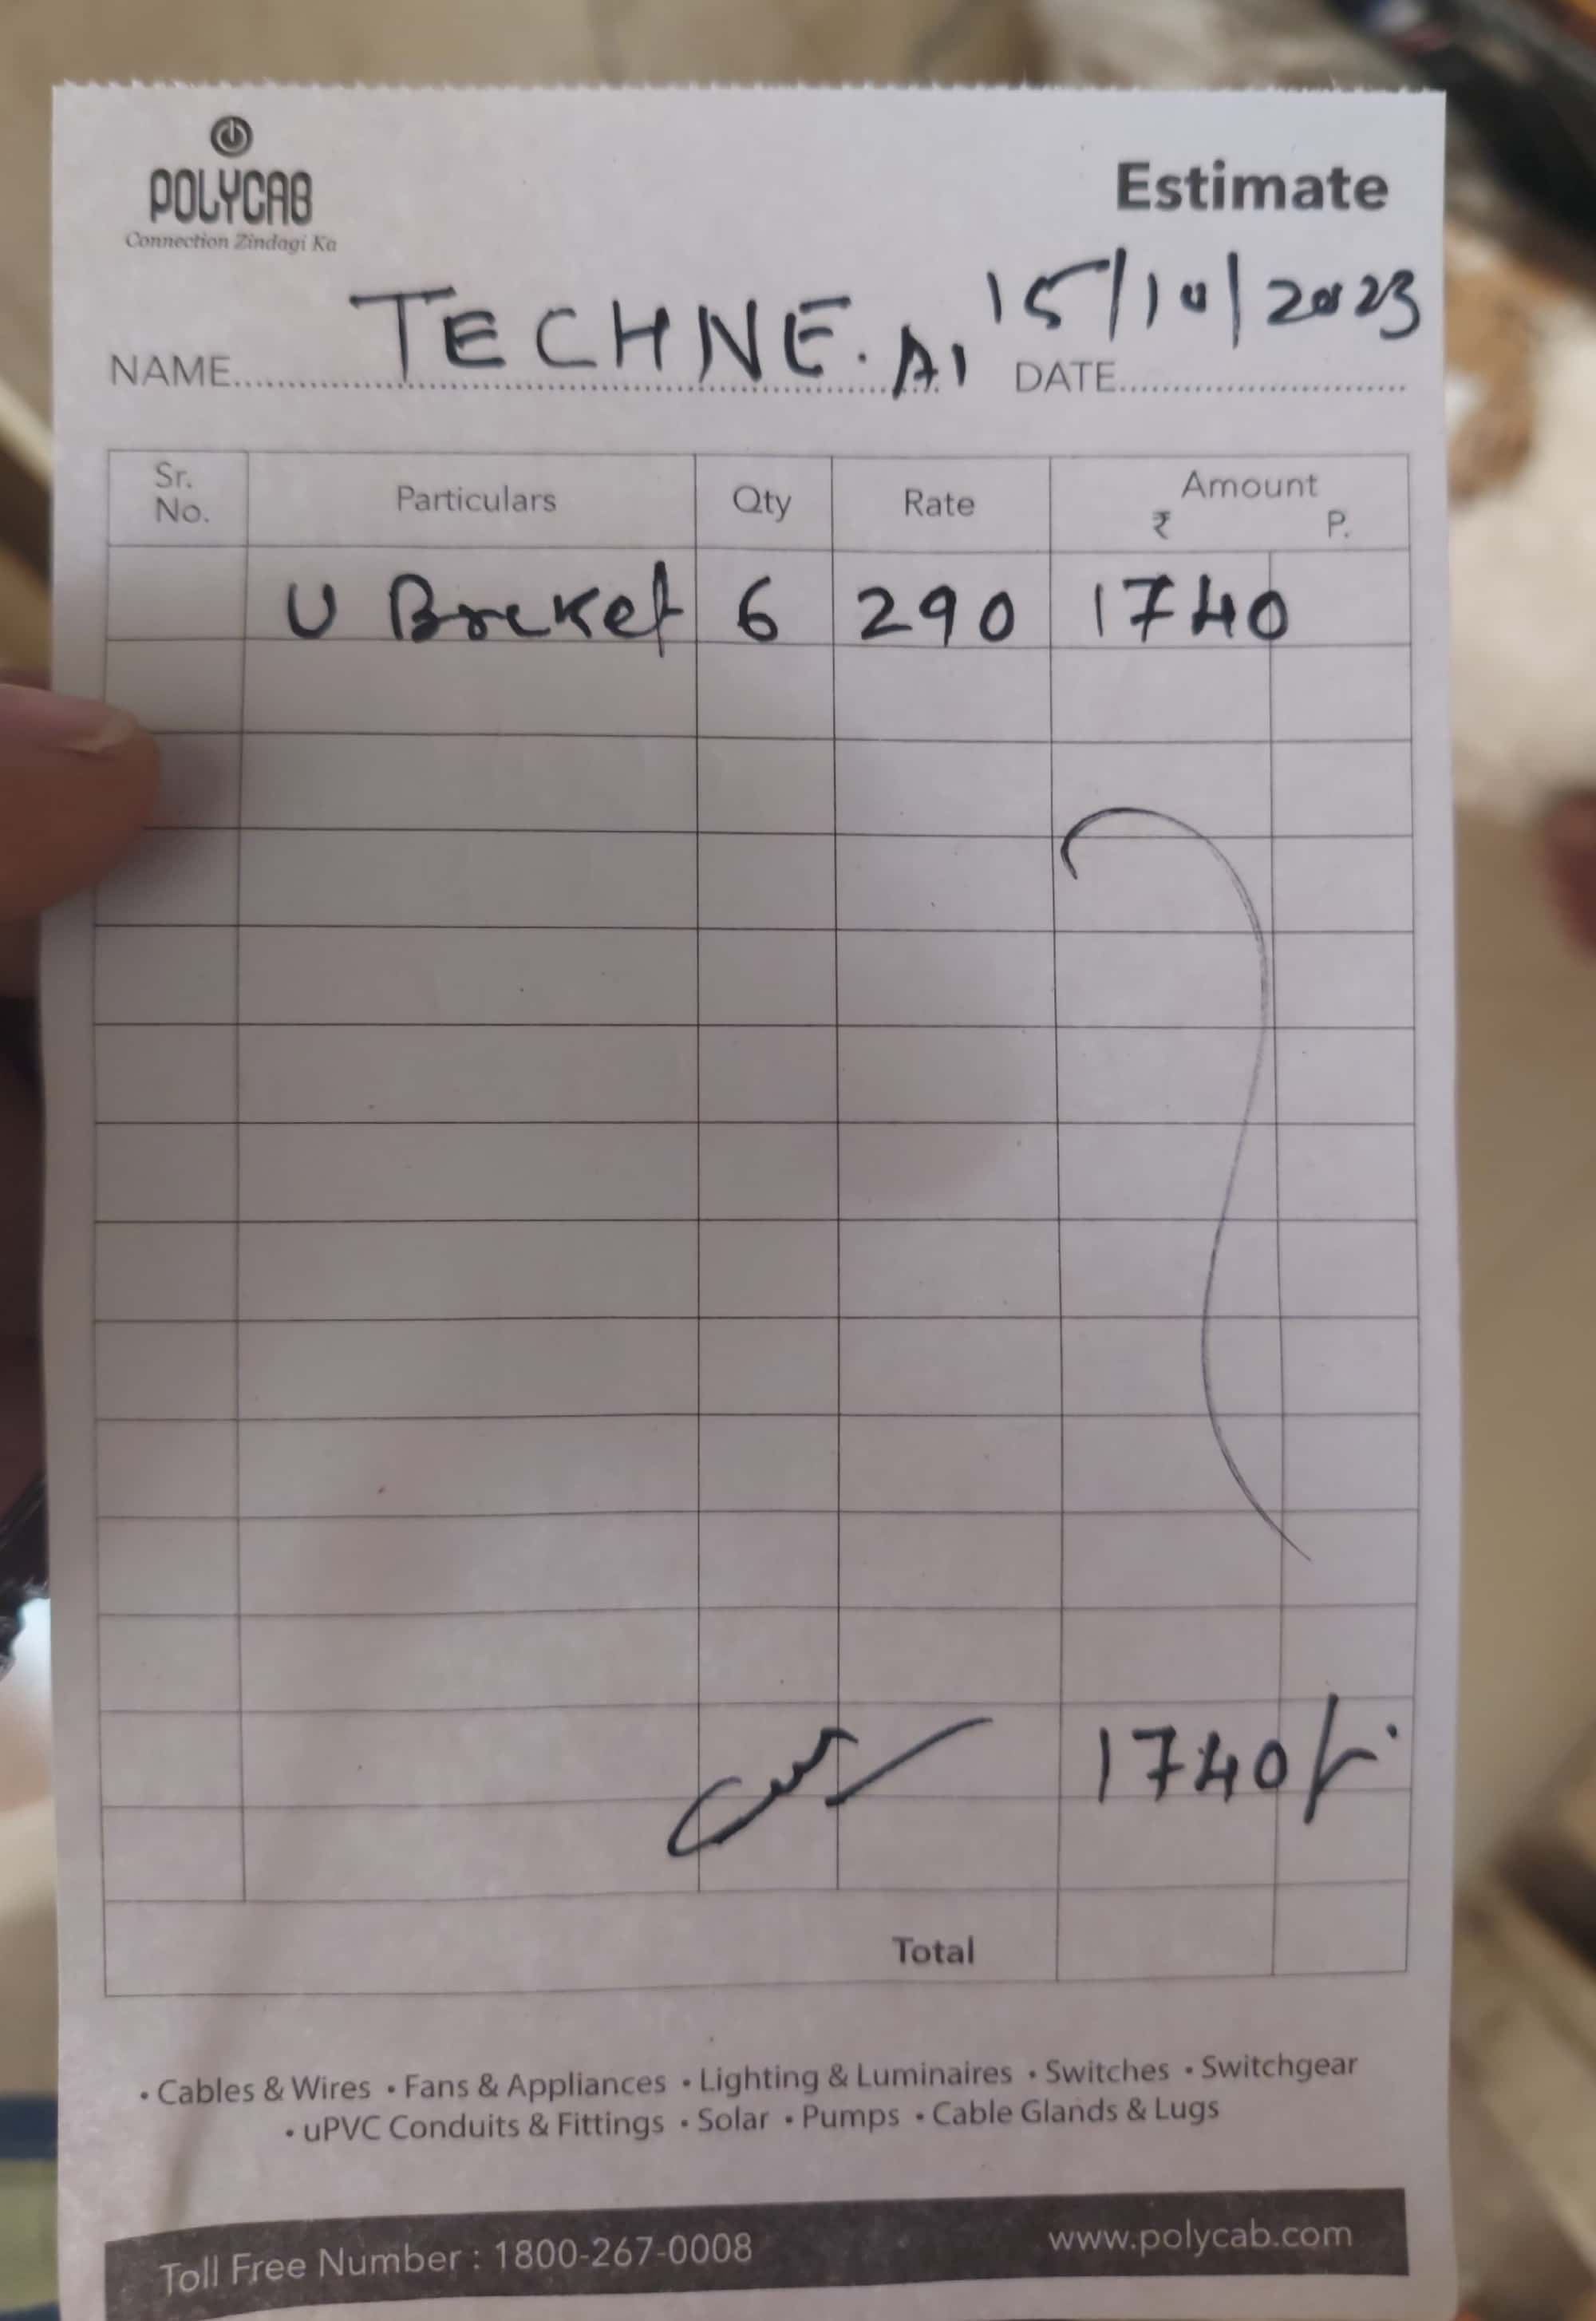 POLYCAB
Connection Zindagi Ka
Estimate
NAME TECHNE.AI DATE 15/10/2023
Sr. No. Particulars Qty Rate Amount ₹ P.
U Brcket 6 290 1740
1740/-
Total
• Cables & Wires • Fans & Appliances • Lighting & Luminaires • Switches • Switchgear
• uPVC Conduits & Fittings • Solar • Pumps • Cable Glands & Lugs
Toll Free Number : 1800-267-0008 www.polycab.com